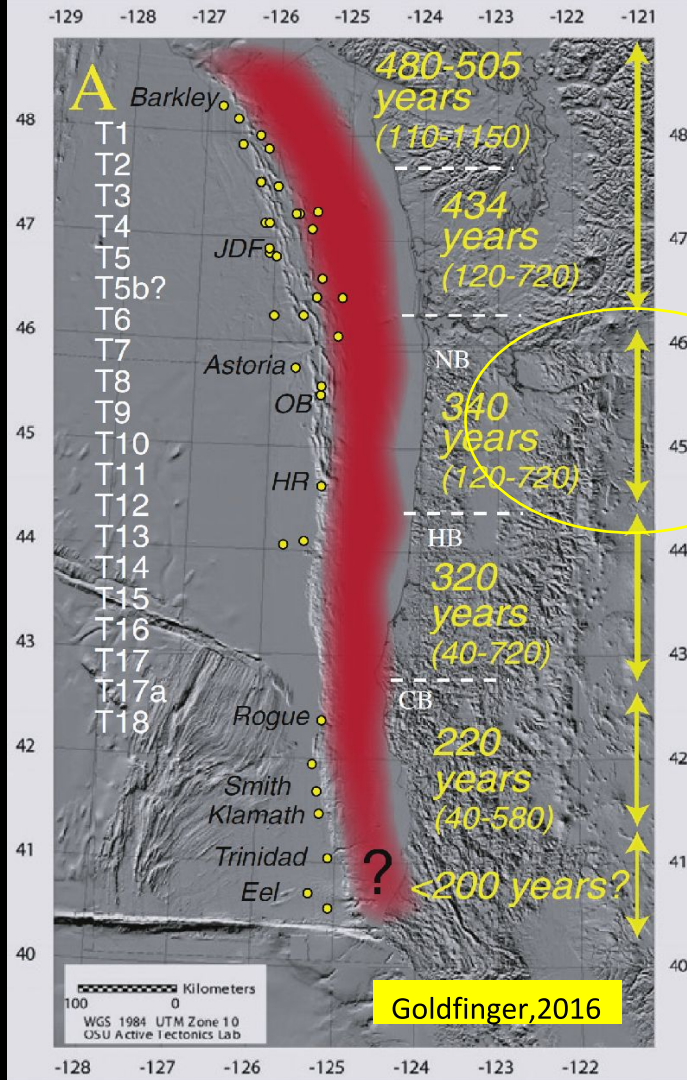 -128 -127 -126 -125 -124 -123 -122 -121
A
Barkley
T1
T2
T3
T4
T5
T5b?
T6
T7
T8
T9
T10
T11
T12
T13
T14
T15
T16
T17
T17a
T18
JDF
Astoria
OB
HR
Rogue
Smith
Klamath
Trinidad
Eel
480-505
years
(110-1150)
434
years
(120-720)
NB
340
years
(120-720)
HB
320
years
(40-720)
CB
220
years
(40-580)
?
<200 years?
48
47
46
45
44
43
42
41
40
48
47
46
45
44
43
42
41
40
Kilometers
100 0
WGS 1984 UTM Zone 10
OSU Active Tectonics Lab
Goldfinger,2016
-128 -127 -126 -125 -124 -123 -122